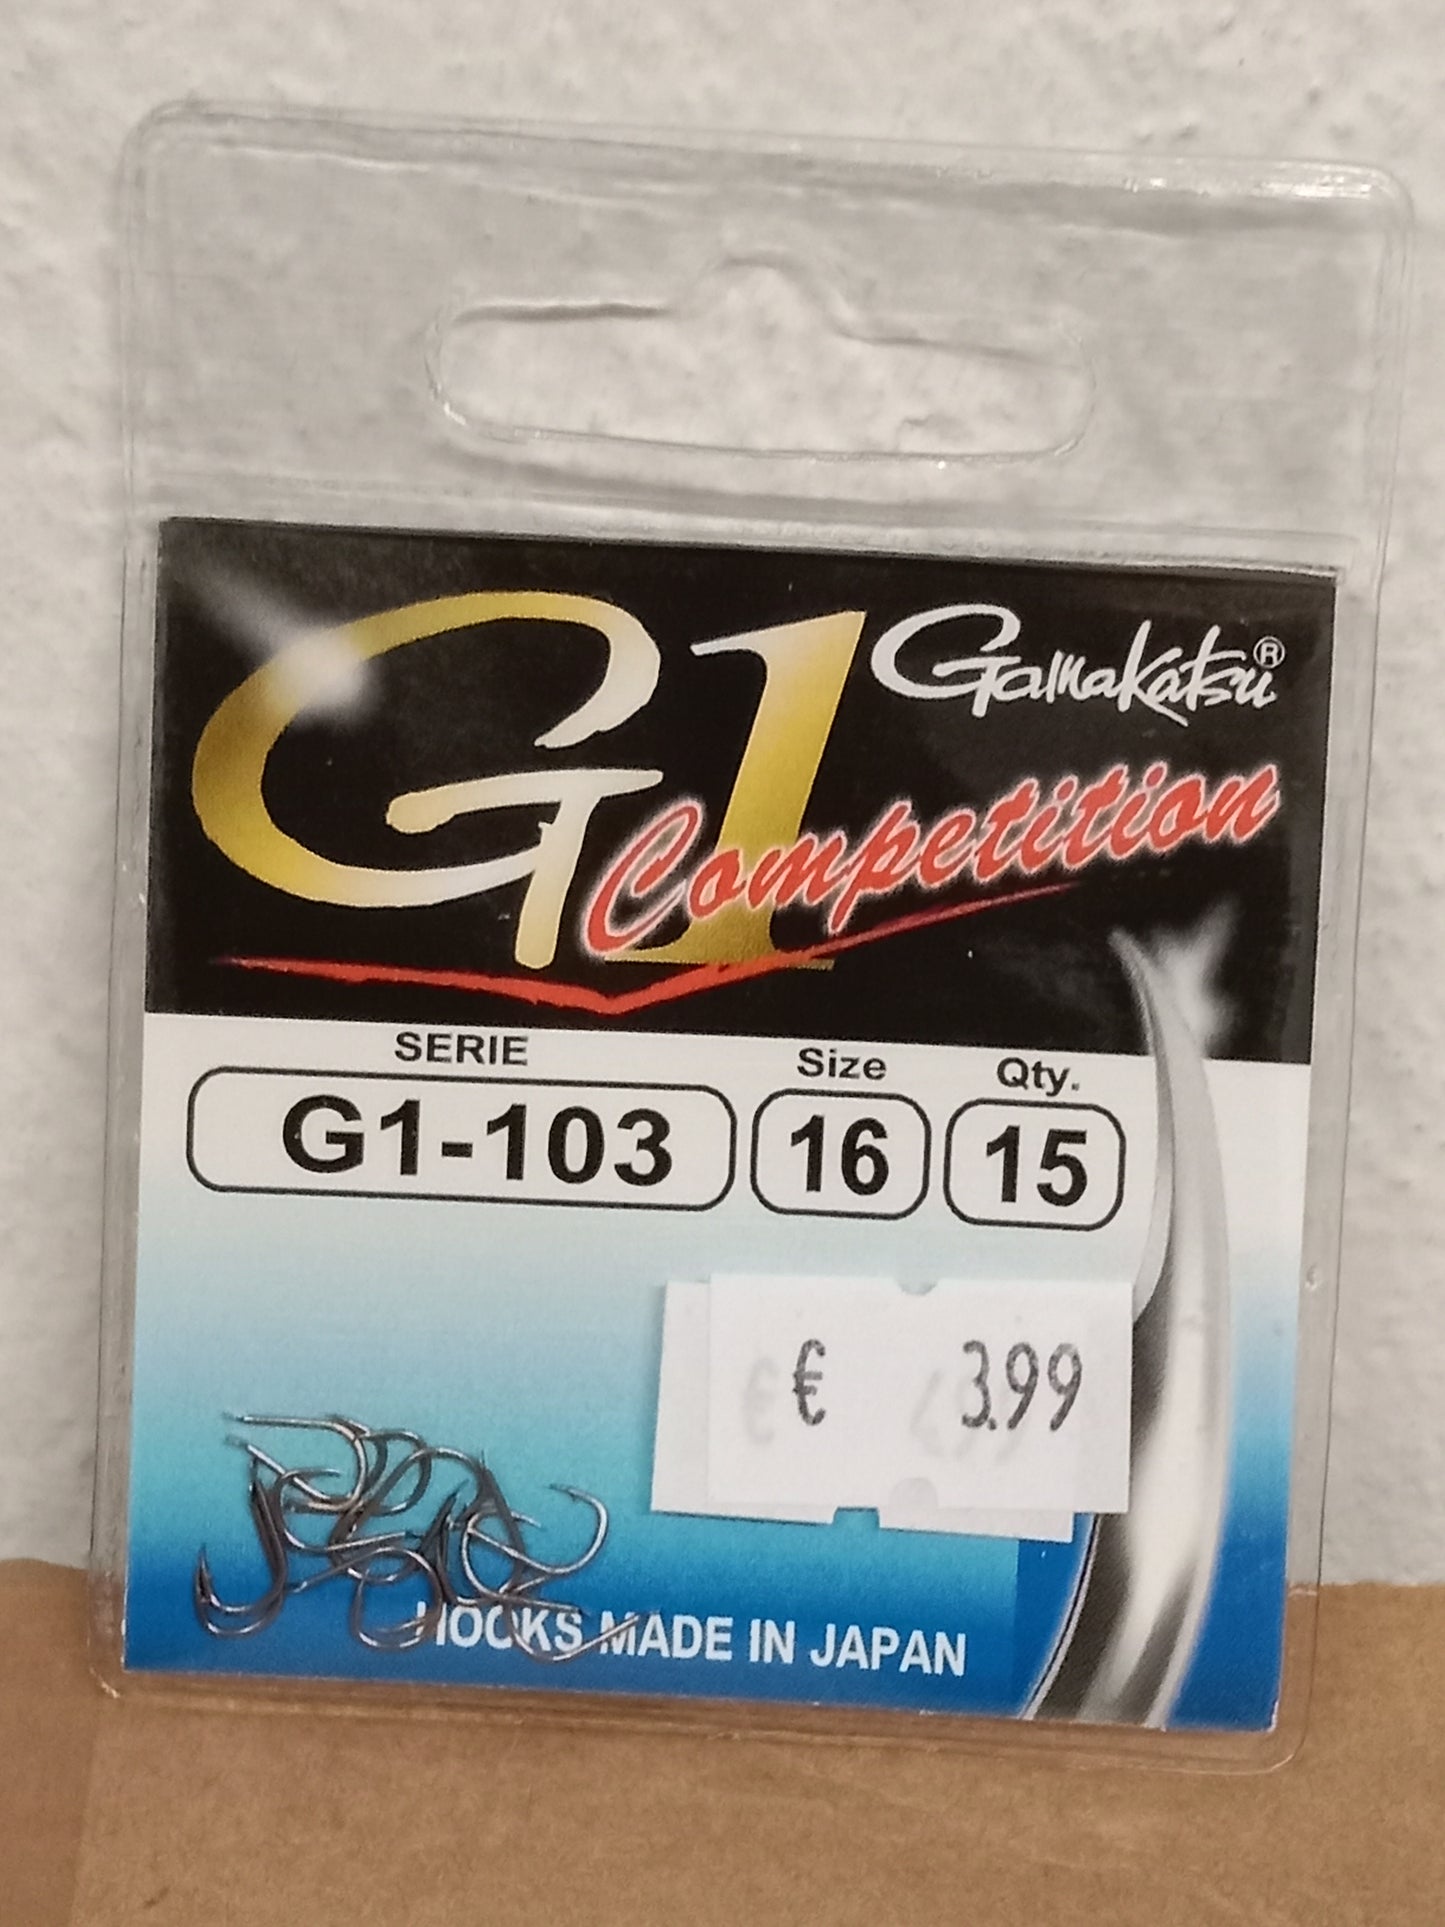 G1 Gamakatsu®
Competition
SERIE Size Qty.
G1-103 16 15
€ 3.99
HOOKS MADE IN JAPAN